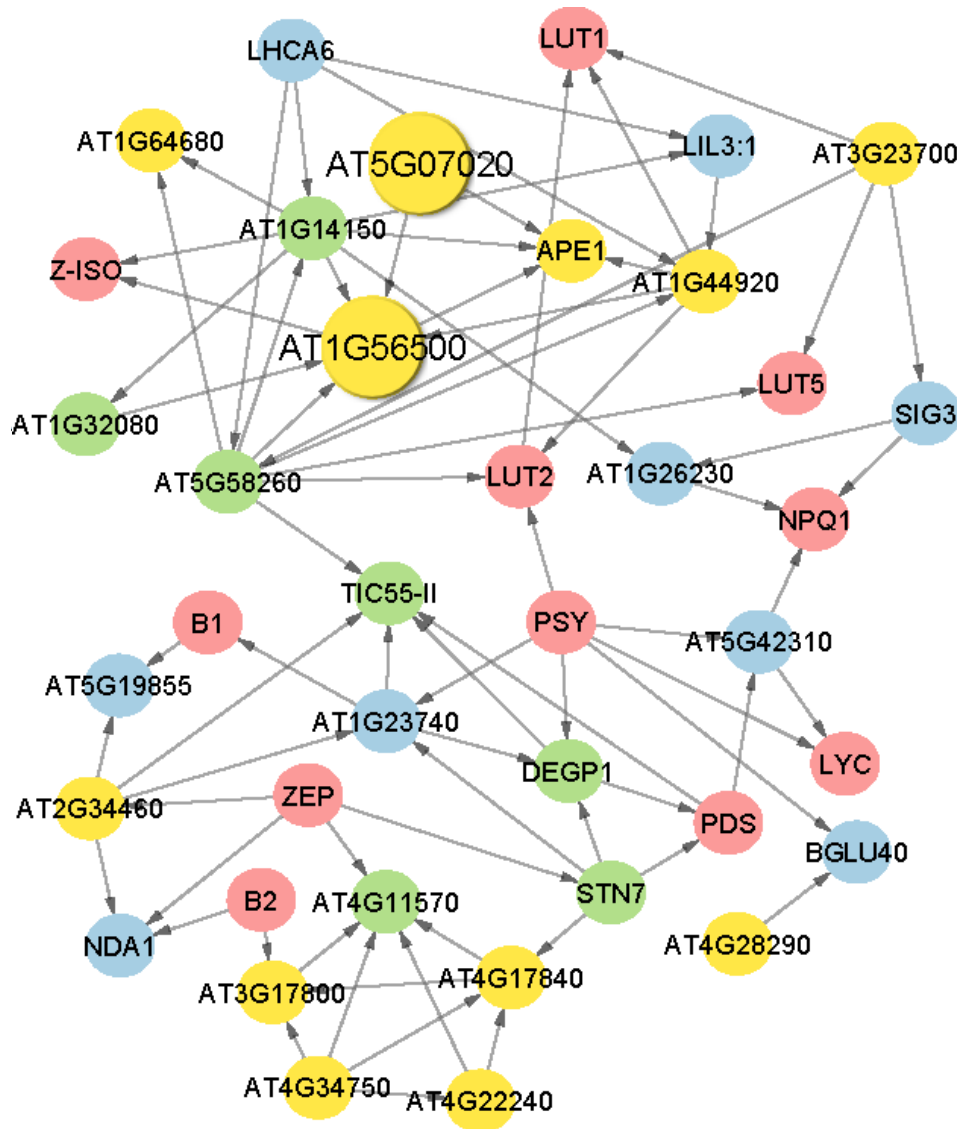 LUT1
LHCA6
AT1G64680
LIL3:1
AT3G23700
AT5G07020
AT1G14150
APE1
Z-ISO
AT1G44920
AT1G56500
LUT5
SIG3
AT1G32080
LUT2
AT1G26230
AT5G58260
NPQ1
TIC55-II
B1
PSY
AT5G42310
AT5G19855
AT1G23740
LYC
DEGP1
ZEP
AT2G34460
PDS
BGLU40
STN7
B2
AT4G11570
NDA1
AT4G28290
AT4G17840
AT3G17800
AT4G34750
AT4G22240